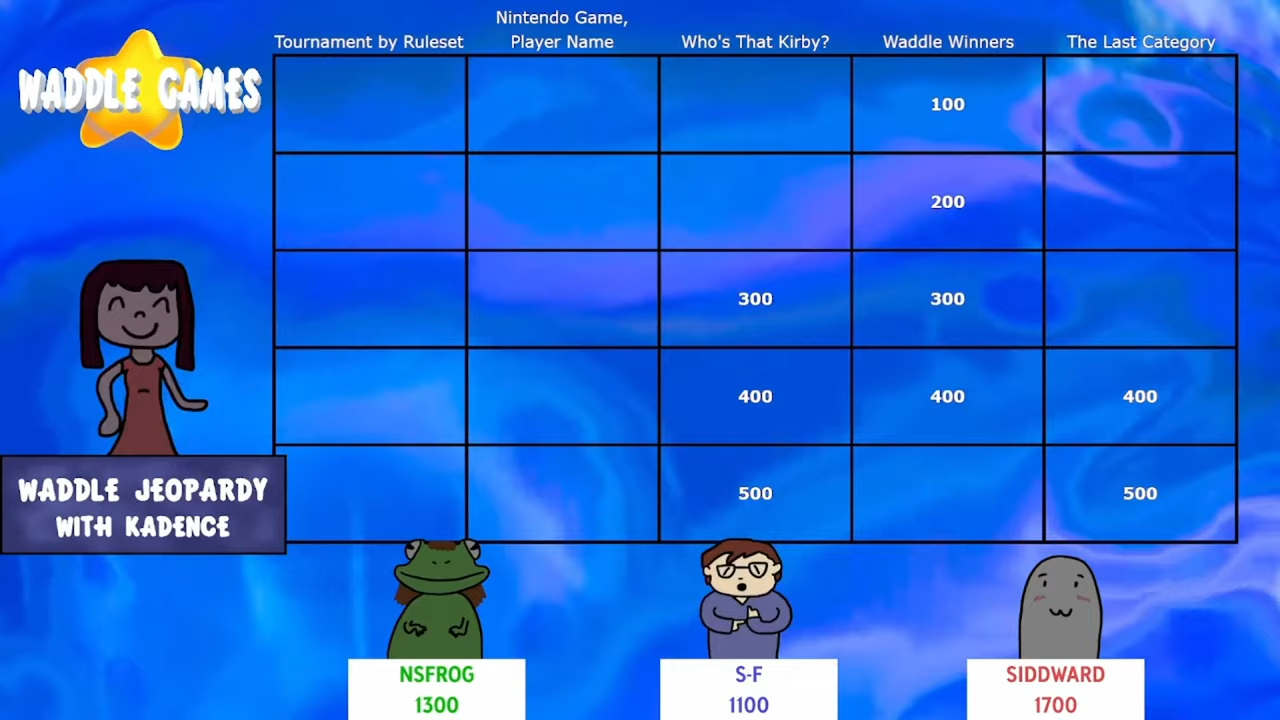 WADDLE GAMES
Tournament by Ruleset
Nintendo Game,
Player Name
Who's That Kirby?
Waddle Winners
The Last Category
100
200
300
300
400
400
400
500
500
WADDLE JEOPARDY
WITH KADENCE
NSFROG
1300
S-F
1100
SIDDWARD
1700